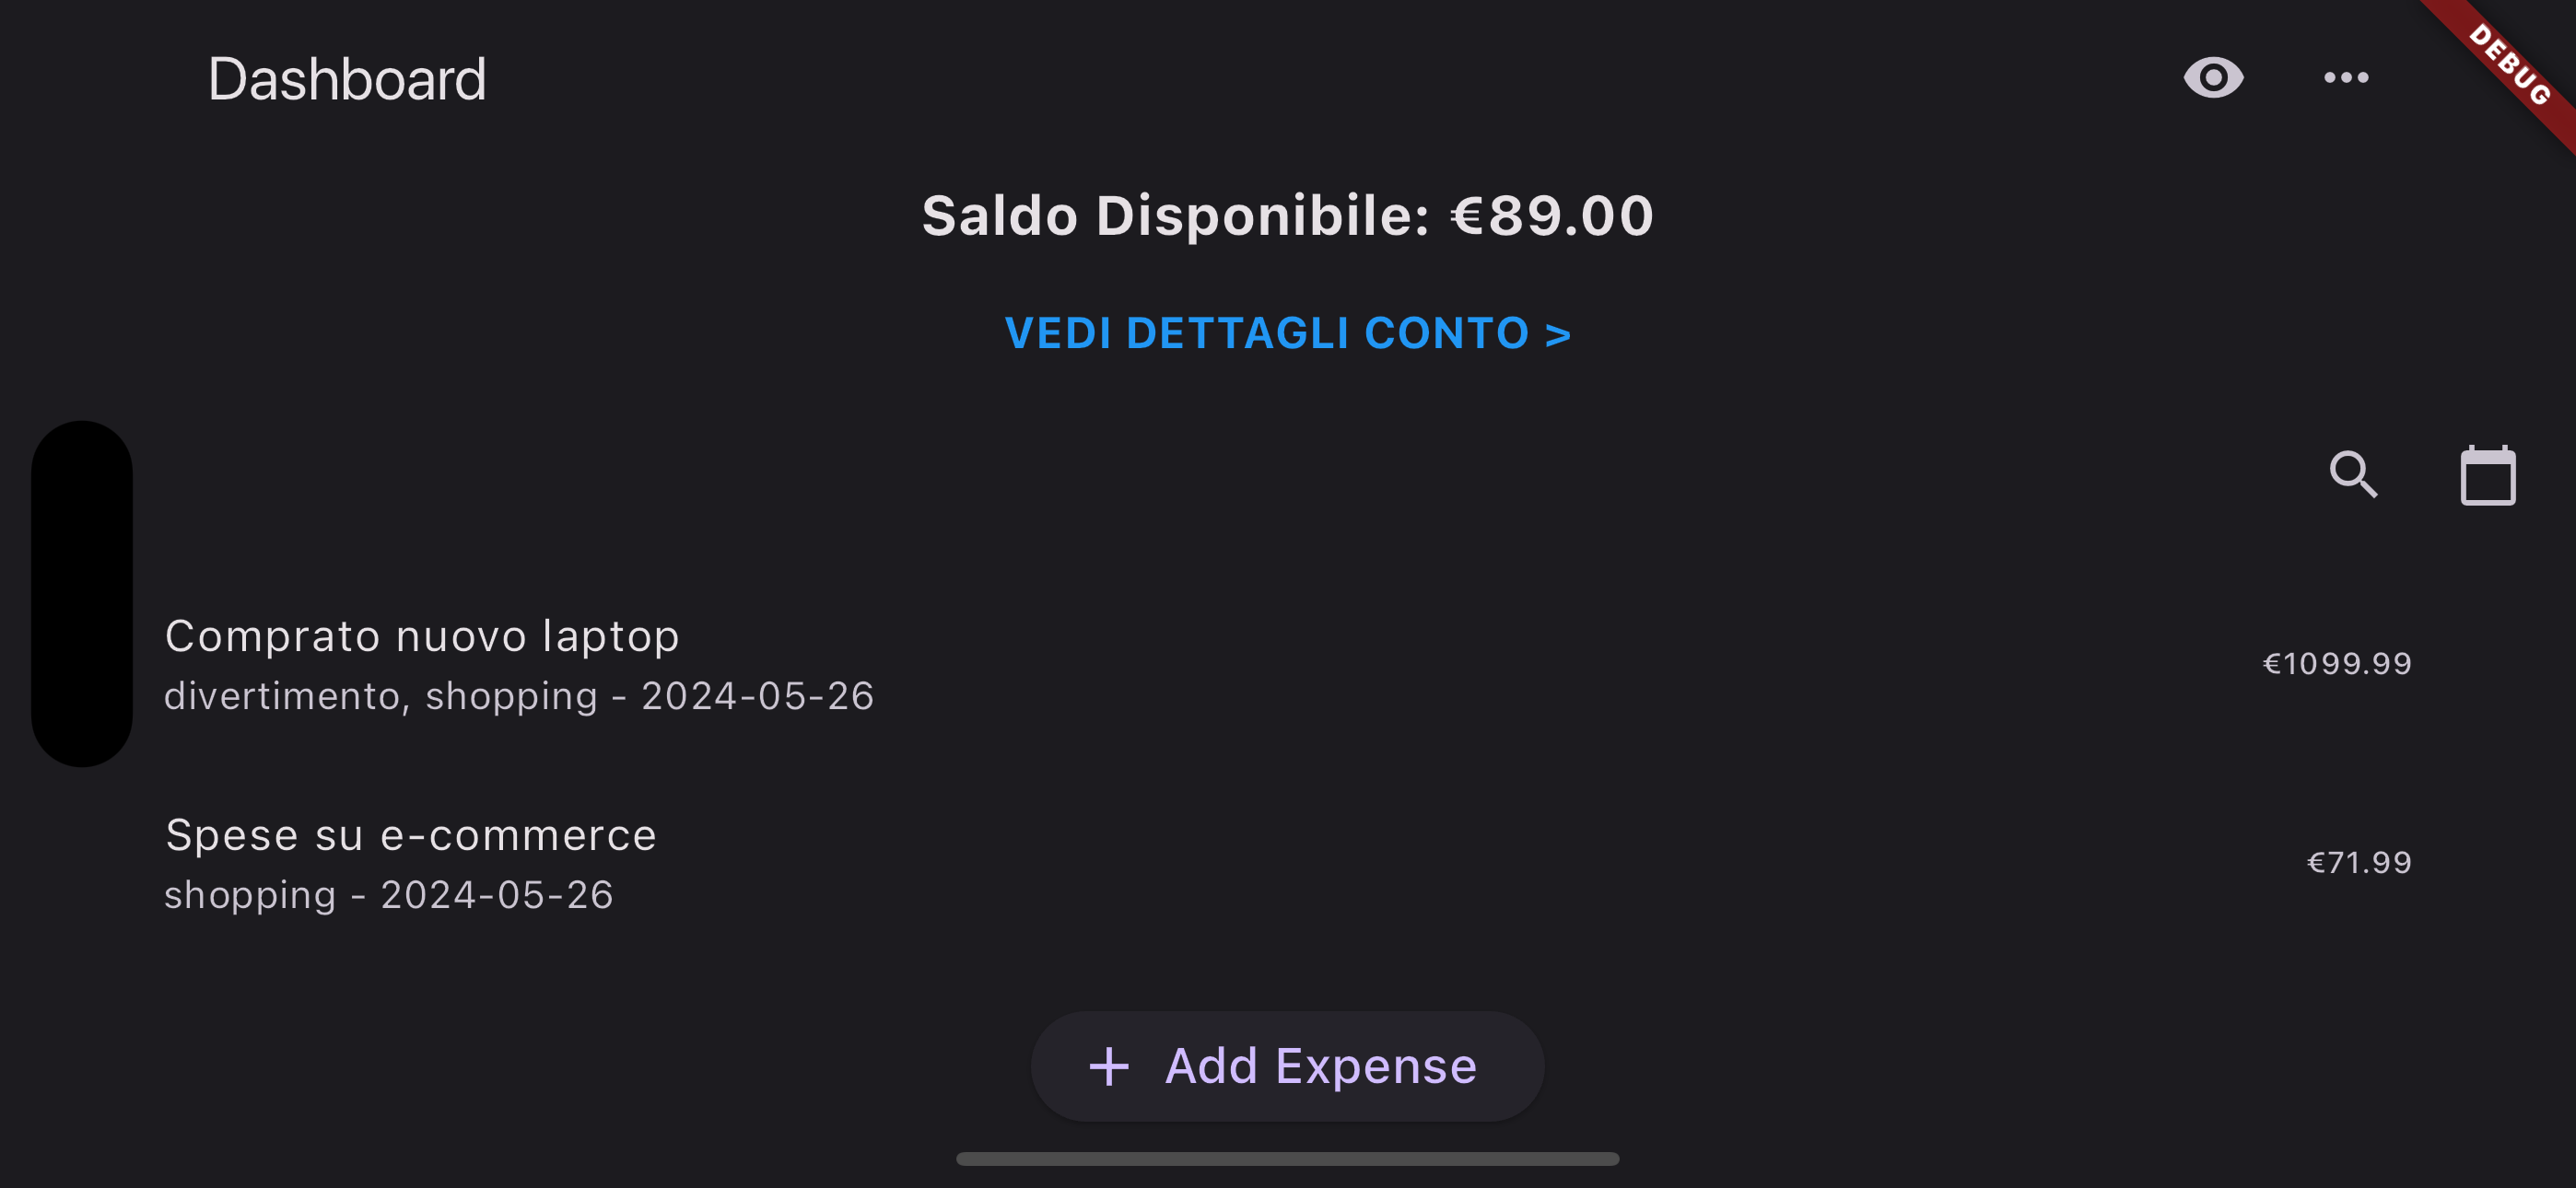 Dashboard
DEBUG
Saldo Disponibile: €89.00
VEDI DETTAGLI CONTO >
Comprato nuovo laptop
divertimento, shopping - 2024-05-26
€1099.99
Spese su e-commerce
shopping - 2024-05-26
€71.99
+ Add Expense